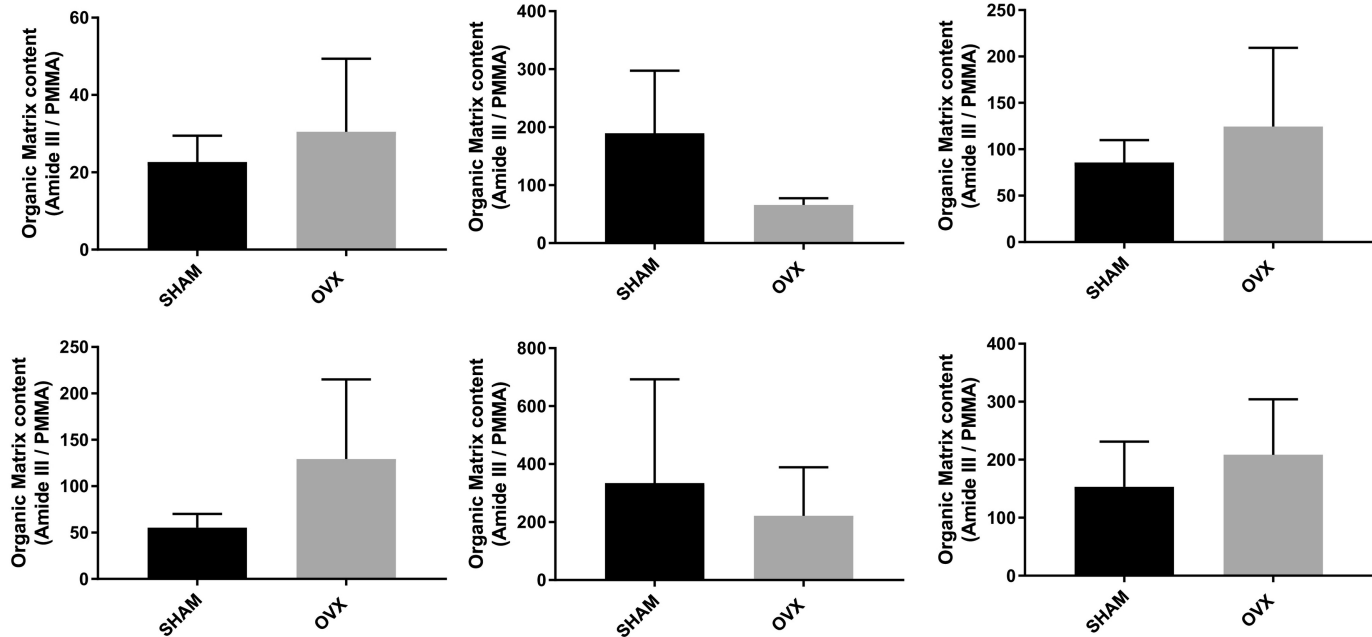 Organic Matrix content
(Amide III / PMMA)
60
40
20
0
SHAM
OVX
Organic Matrix content
(Amide III / PMMA)
400
300
200
100
0
SHAM
OVX
Organic Matrix content
(Amide III / PMMA)
250
200
150
100
50
0
SHAM
OVX
Organic Matrix content
(Amide III / PMMA)
250
200
150
100
50
0
SHAM
OVX
Organic Matrix content
(Amide III / PMMA)
800
600
400
200
0
SHAM
OVX
Organic Matrix content
(Amide III / PMMA)
400
300
200
100
0
SHAM
OVX